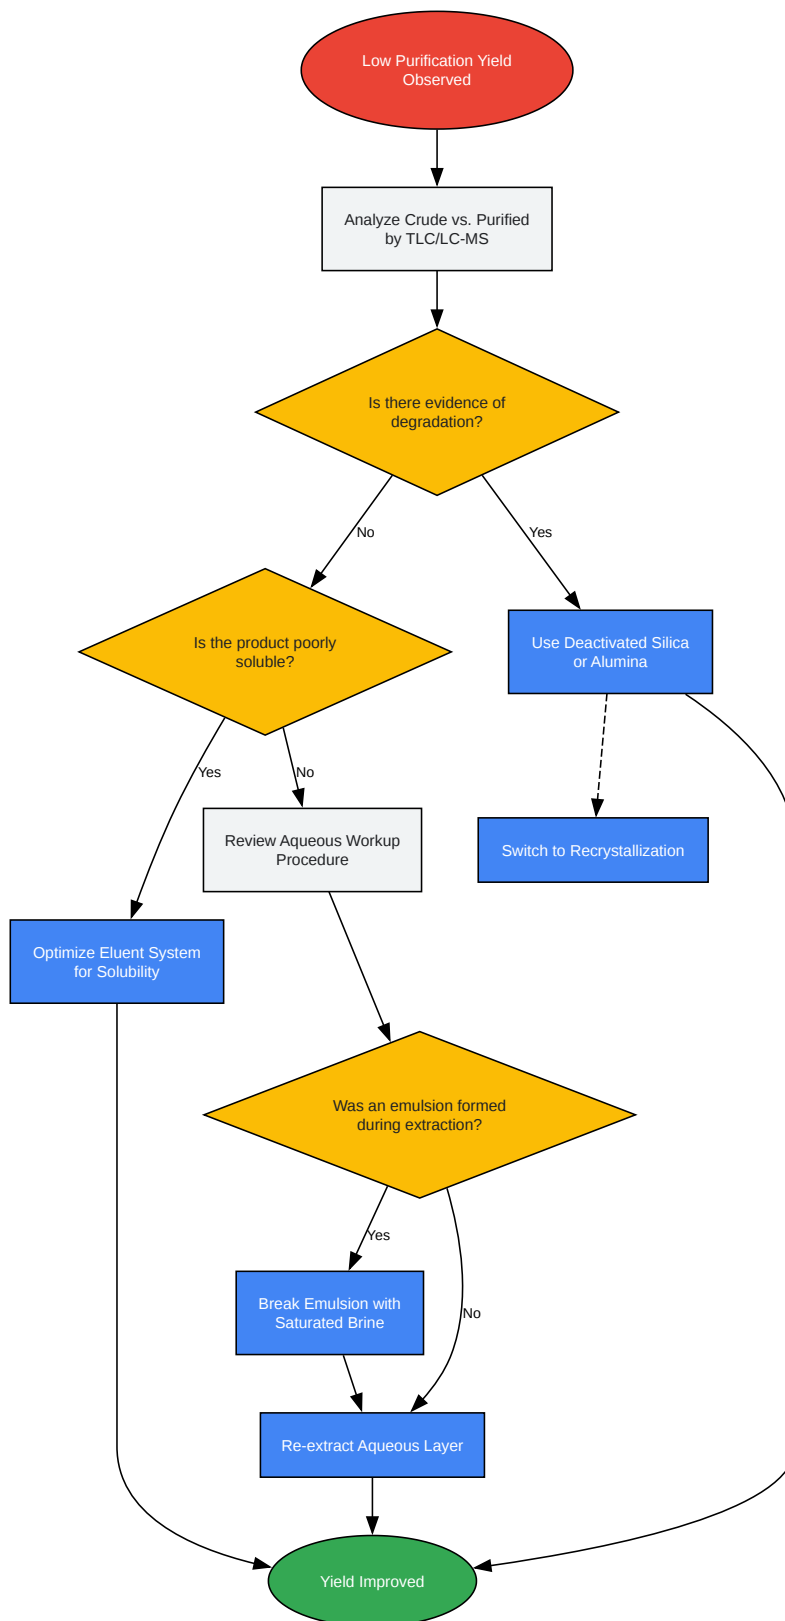 Low Purification Yield
Observed
Analyze Crude vs. Purified
by TLC/LC-MS
Is there evidence of
degradation?
No
Yes
Is the product poorly
soluble?
Use Deactivated Silica
or Alumina
Yes
No
Review Aqueous Workup
Procedure
Switch to Recrystallization
Optimize Eluent System
for Solubility
Was an emulsion formed
during extraction?
Yes
Break Emulsion with
Saturated Brine
No
Re-extract Aqueous Layer
Yield Improved